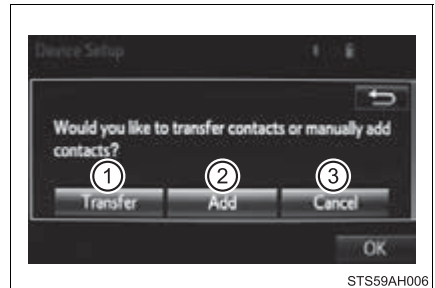 Device Setup
Would you like to transfer contacts or manually add
contacts?
1 2 3
Transfer Add Cancel
OK
STS59AH006